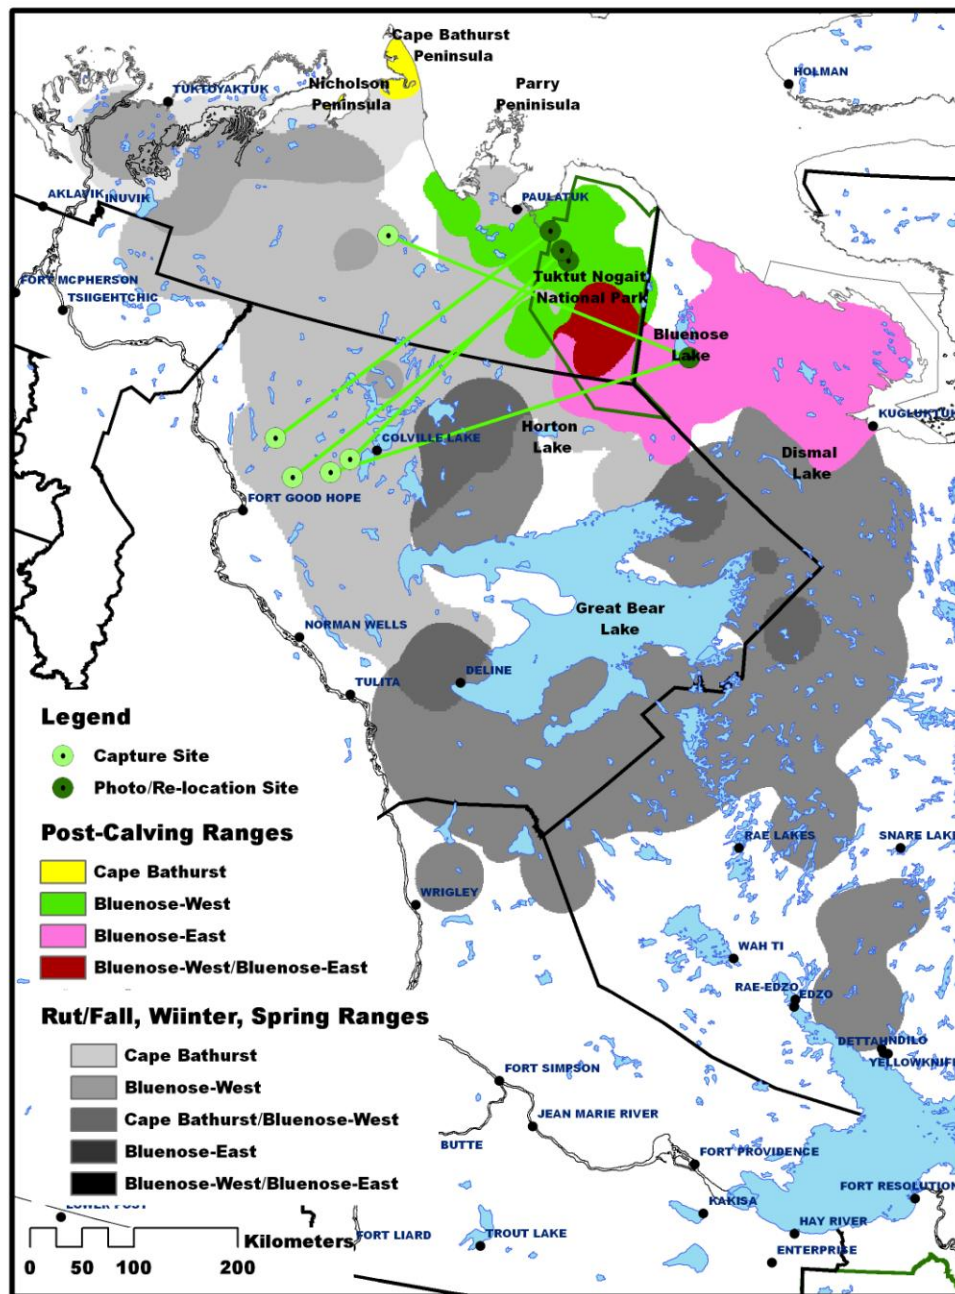 Cape Bathurst
Peninsula
HOLMAN
Nicholson
Peninsula
Parry
Peninisula
TUKTOYAKTUK
AKLAVIK
INUVIK
PAULATUK
FORT MCPHERSON
TSIIGEHTCHIC
Tuktut Nogait
National Park
Bluenose
Lake
KUGLUKTUK
Horton
Lake
COLVILLE LAKE
Dismal
Lake
FORT GOOD HOPE
Great Bear
Lake
NORMAN WELLS
DELINE
TULITA
Legend
Capture Site
Photo/Re-location Site
Post-Calving Ranges
Cape Bathurst
Bluenose-West
Bluenose-East
Bluenose-West/Bluenose-East
RAE LAKES
SNARE LAKE
WRIGLEY
WAH TI
RAE-EDZO
EDZO
DETTAH
NDILO
YELLOWKNIFE
Rut/Fall, Wiinter, Spring Ranges
Cape Bathurst
Bluenose-West
Cape Bathurst/Bluenose-West
Bluenose-East
Bluenose-West/Bluenose-East
FORT SIMPSON
JEAN MARIE RIVER
BUTTE
FORT PROVIDENCE
FORT RESOLUTION
KAKISA
LOWER POST
HAY RIVER
Kilometers
FORT LIARD
TROUT LAKE
ENTERPRISE
0 50 100 200